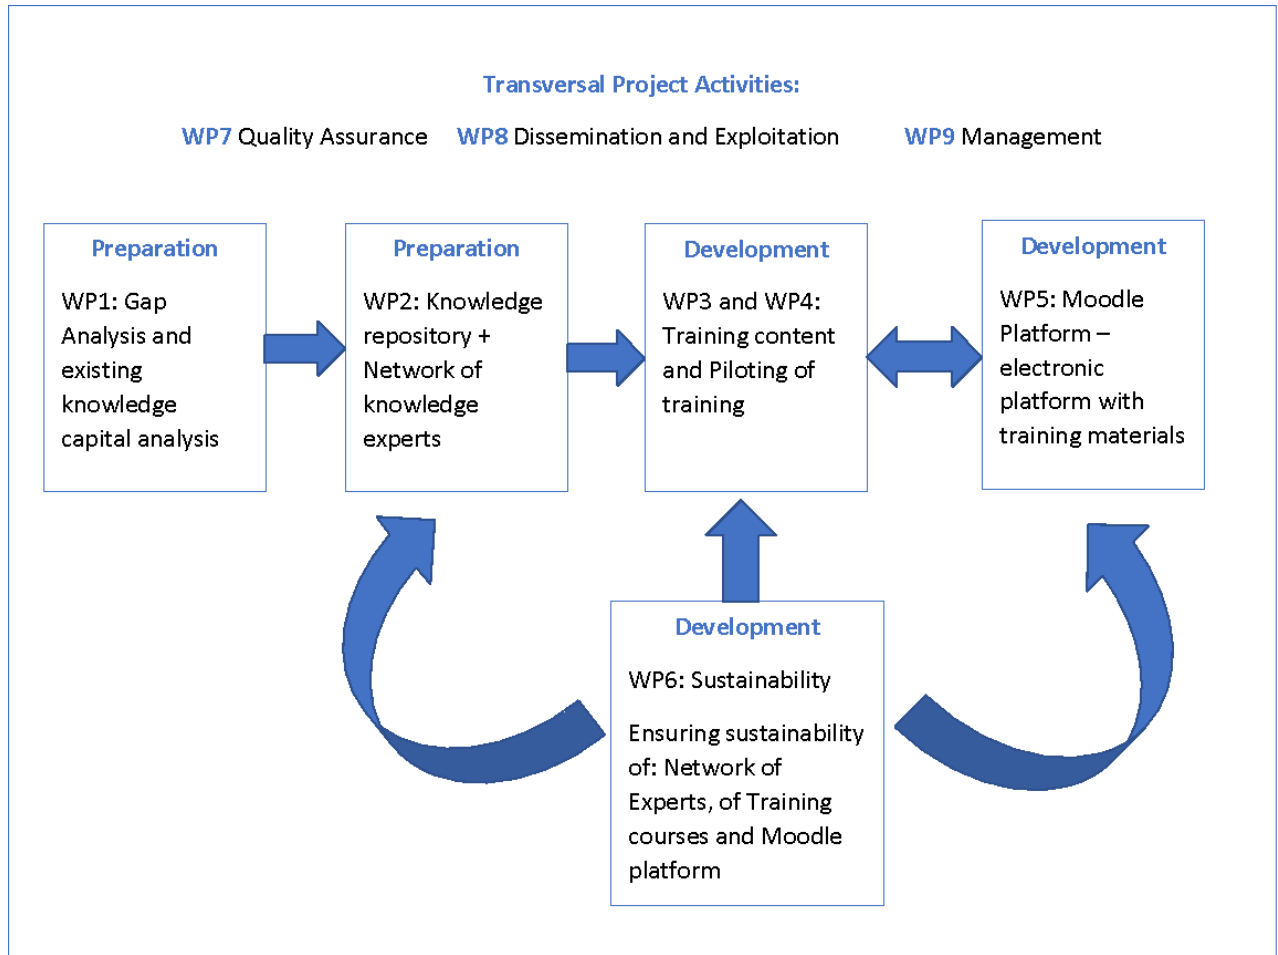 Transversal Project Activities:
WP7 Quality Assurance WP8 Dissemination and Exploitation WP9 Management
Preparation
WP1: Gap
Analysis and
existing
knowledge
capital analysis
Preparation
WP2: Knowledge
repository +
Network of
knowledge
experts
Development
WP3 and WP4:
Training content
and Piloting of
training
Development
WP5: Moodle
Platform –
electronic
platform with
training materials
Development
WP6: Sustainability
Ensuring sustainability
of: Network of
Experts, of Training
courses and Moodle
platform